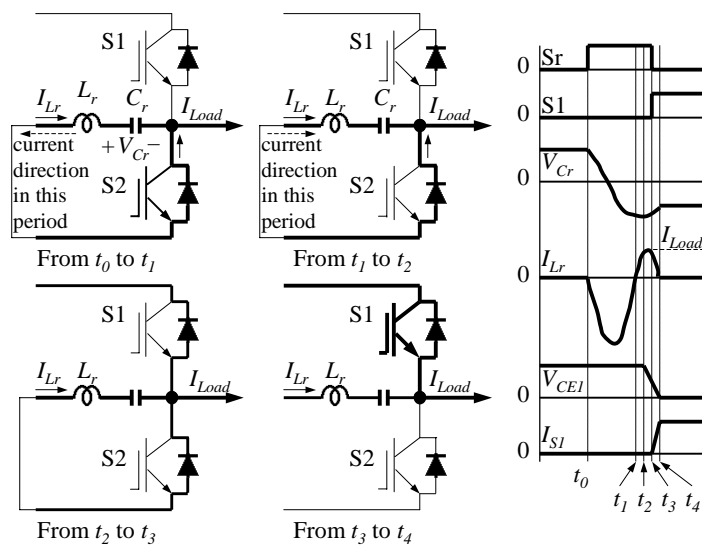 S1
I_Lr L_r C_r I_Load
+V_Cr−
current direction in this period
S2
From t_0 to t_1
S1
I_Lr L_r C_r I_Load
current direction in this period
S2
From t_1 to t_2
S1
I_Lr L_r I_Load
S2
From t_2 to t_3
S1
I_Lr L_r I_Load
S2
From t_3 to t_4
0 Sr
0 S1
V_Cr
0
I_Load
I_Lr
0
V_CE1
0
I_S1
0
t_0 t_1 t_2 t_3 t_4